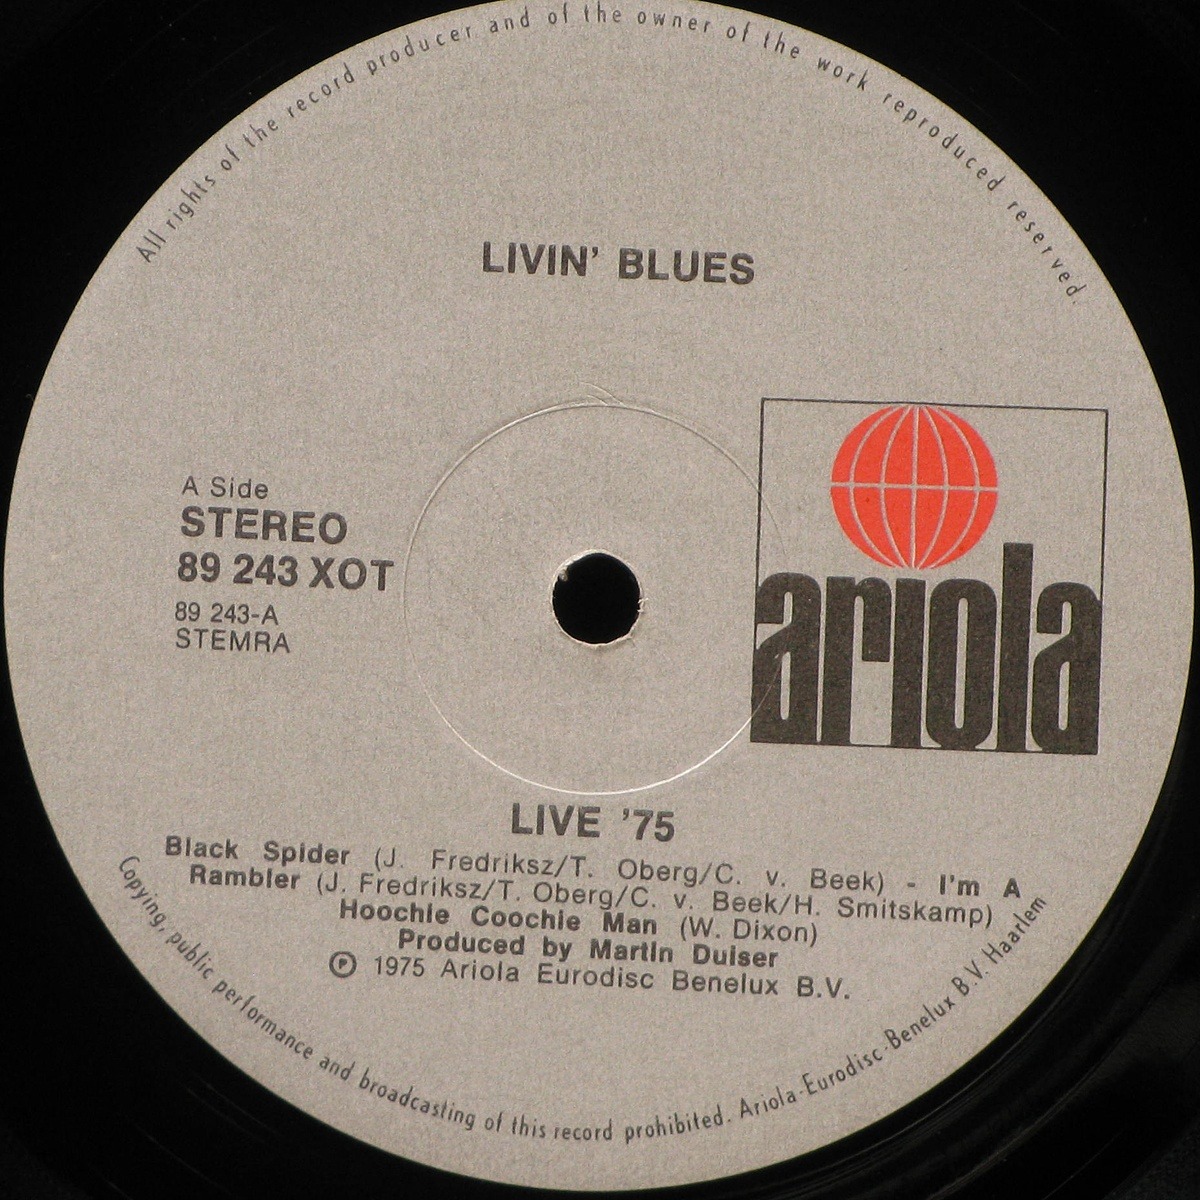 All rights of the record producer and of the owner of the work reproduced reserved.
LIVIN' BLUES
A Side
STEREO
89 243 XOT
89 243-A
STEMRA
ariola
LIVE '75
Black Spider (J. Fredriksz/T. Oberg/C. v. Beek) - I'm A
Rambler (J. Fredriksz/T. Oberg/C. v. Beek/H. Smitskamp)
Hoochie Coochie Man (W. Dixon)
Produced by Martin Duiser
℗ 1975 Ariola Eurodisc Benelux B.V.
Copying, public performance and broadcasting of this record prohibited. Ariola-Eurodisc-Benelux B.V. Haarlem